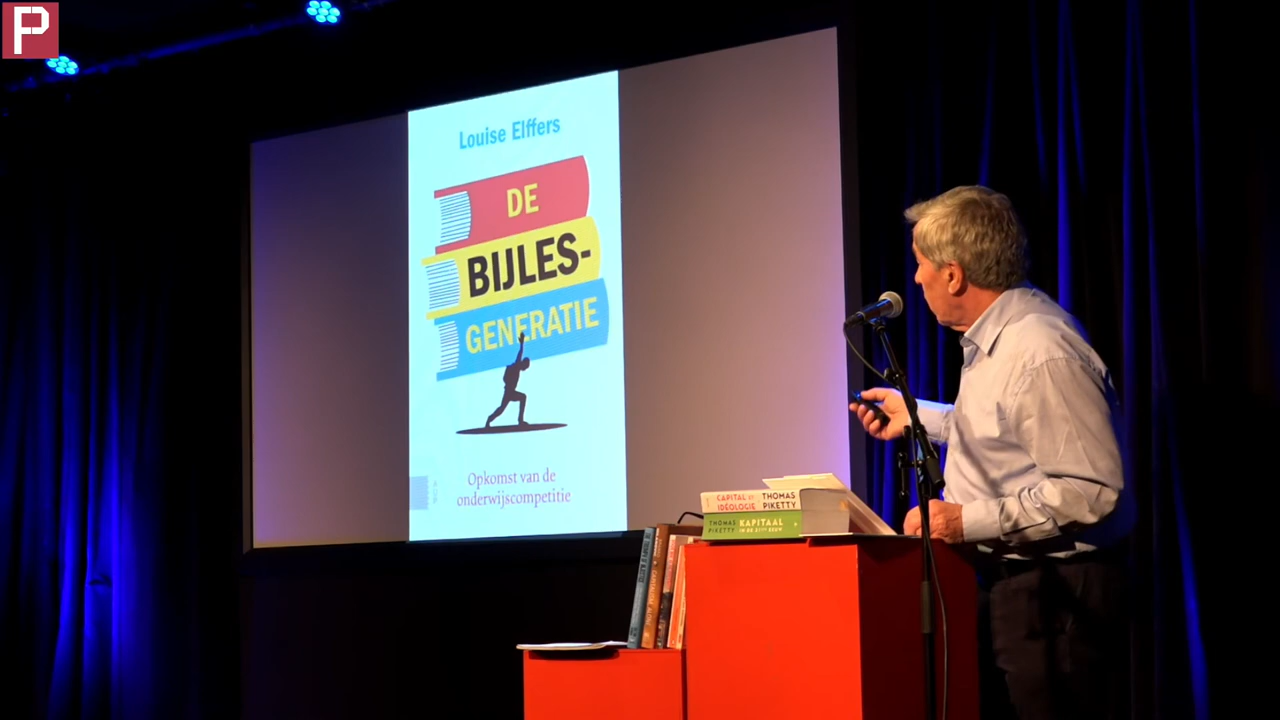 P
Louise Elffers
DE
BIJLES-
GENERATIE
Opkomst van de
onderwijscompetitie
CAPITAL ET
IDÉOLOGIE
THOMAS
PIKETTY
THOMAS
PIKETTY
KAPITAAL
IN DE 21STE EEUW